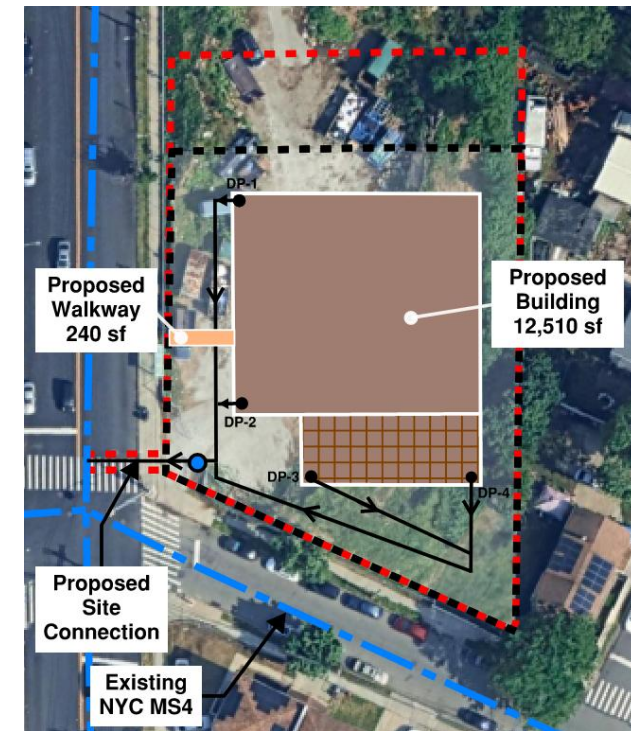 DP-1
Proposed
Walkway
240 sf
Proposed
Building
12,510 sf
DP-2
DP-3
DP-4
Proposed
Site
Connection
Existing
NYC MS4